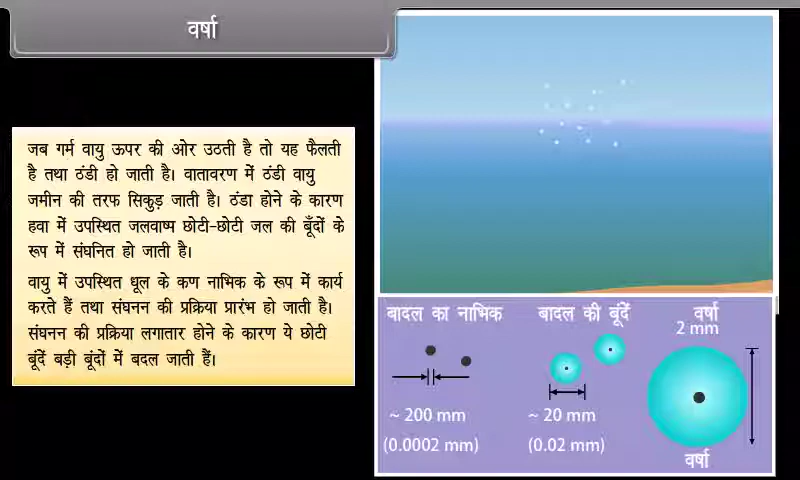 वर्षा
जब गर्म वायु ऊपर की ओर उठती है तो यह फैलती
है तथा ठंडी हो जाती है। वातावरण में ठंडी वायु
जमीन की तरफ सिकुड़ जाती है। ठंडा होने के कारण
हवा में उपस्थित जलवाष्प छोटी-छोटी जल की बूँदों के
रूप में संघनित हो जाती है।
वायु में उपस्थित धूल के कण नाभिक के रूप में कार्य
करते हैं तथा संघनन की प्रक्रिया प्रारंभ हो जाती है।
संघनन की प्रक्रिया लगातार होने के कारण ये छोटी
बूंदें बड़ी बूंदों में बदल जाती हैं।
बादल का नाभिक
~ 200 mm
(0.0002 mm)
बादल की बूंदें
~ 20 mm
(0.02 mm)
वर्षा
2 mm
वर्षा